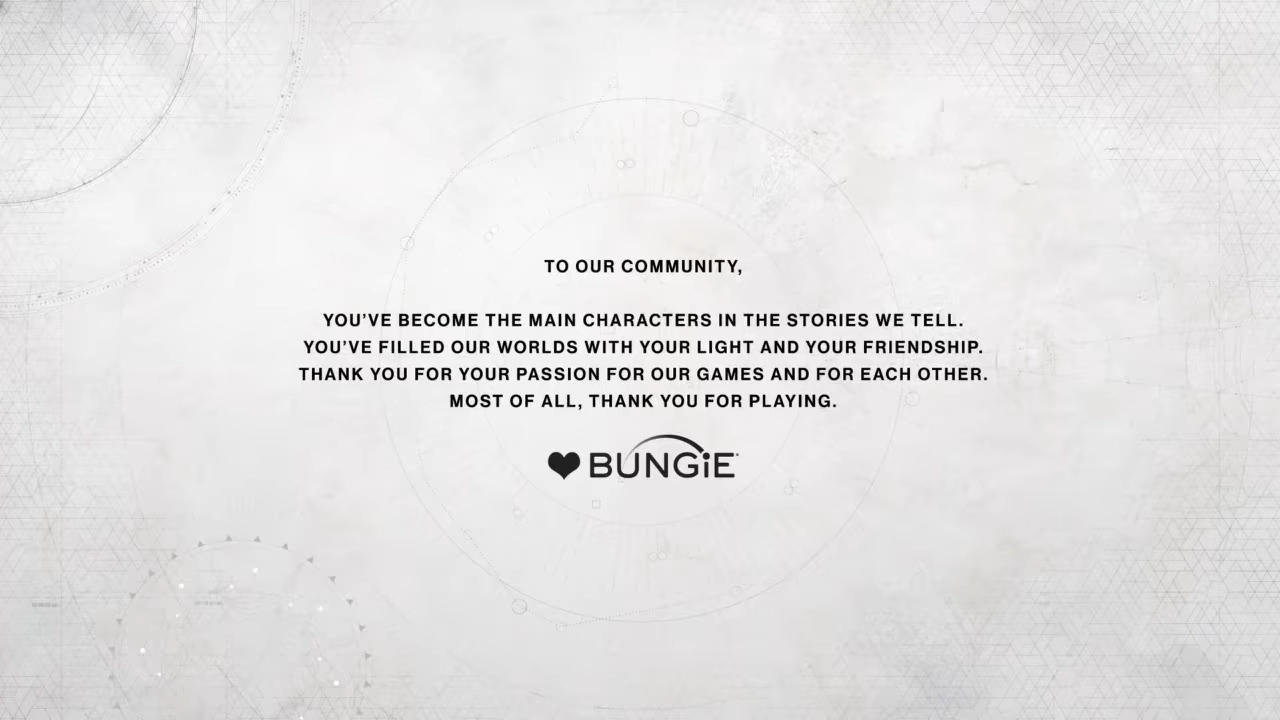 TO OUR COMMUNITY,
YOU'VE BECOME THE MAIN CHARACTERS IN THE STORIES WE TELL.
YOU'VE FILLED OUR WORLDS WITH YOUR LIGHT AND YOUR FRIENDSHIP.
THANK YOU FOR YOUR PASSION FOR OUR GAMES AND FOR EACH OTHER.
MOST OF ALL, THANK YOU FOR PLAYING.
♥ BUNGiE